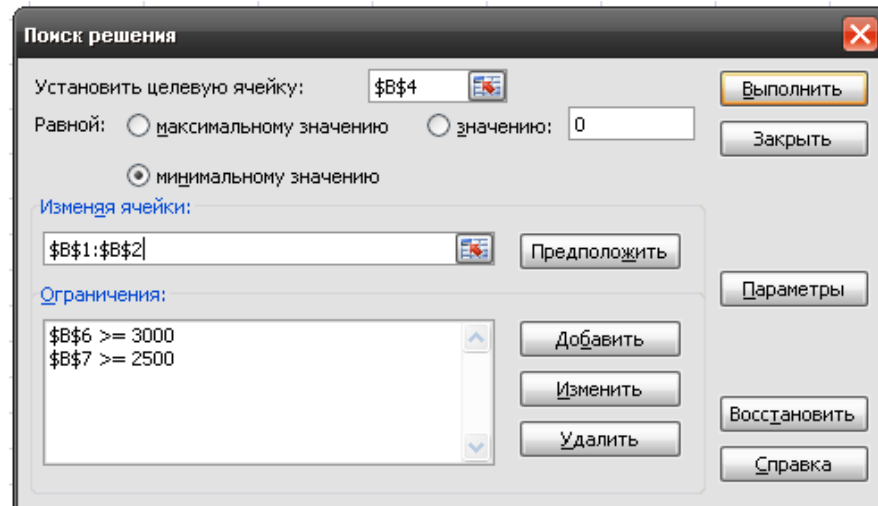 Поиск решения
Установить целевую ячейку: $B$4
Выполнить
Равной: максимальному значению значению: 0
Закрыть
минимальному значению
Изменяя ячейки:
$B$1:$B$2
Предположить
Ограничения:
Параметры
$B$6 >= 3000
$B$7 >= 2500
Добавить
Изменить
Удалить
Восстановить
Справка